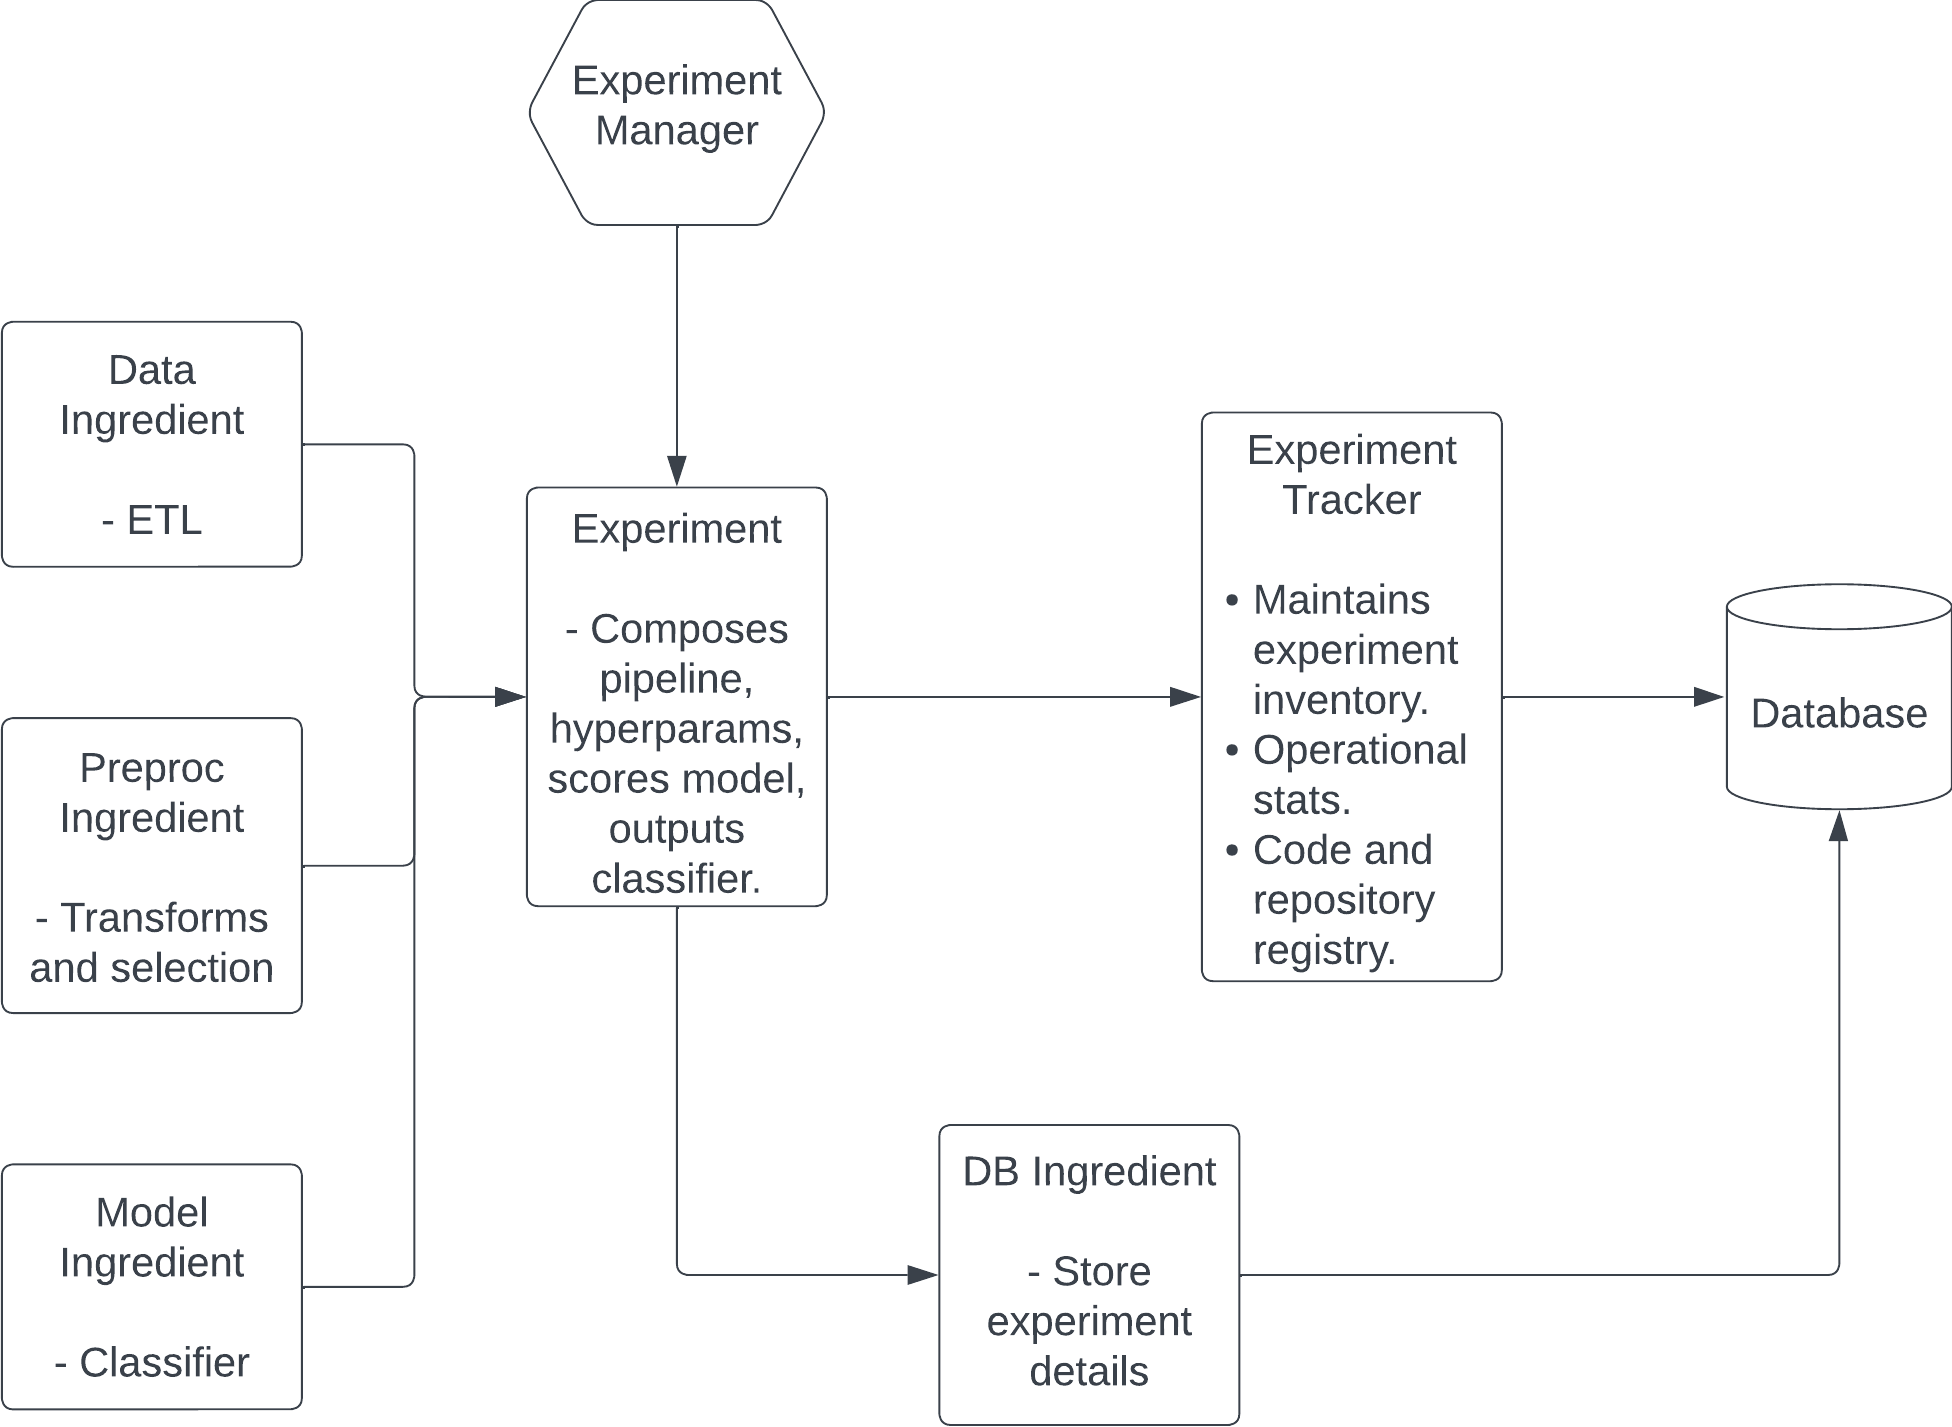 Experiment
Manager
Data
Ingredient
- ETL
Preproc
Ingredient
- Transforms
and selection
Model
Ingredient
- Classifier
Experiment
- Composes
pipeline,
hyperparams,
scores model,
outputs
classifier.
Experiment
Tracker
• Maintains
experiment
inventory.
• Operational
stats.
• Code and
repository
registry.
Database
DB Ingredient
- Store
experiment
details